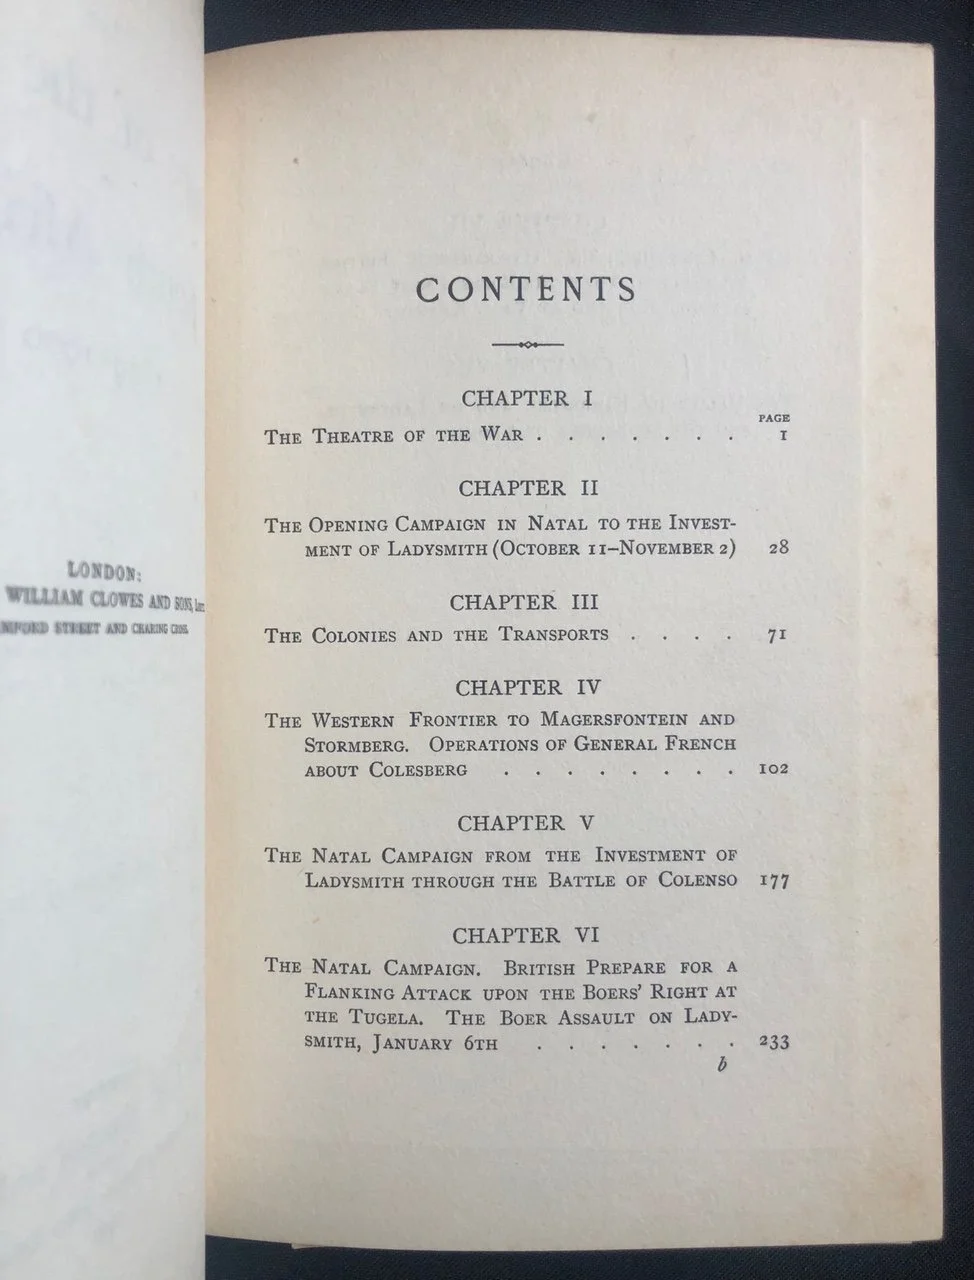 LONDON:
WILLIAM CLOWES AND SONS,
STREET AND CHARING CROSS.
CONTENTS
CHAPTER I
PAGE
THE THEATRE OF THE WAR . . . . . . . 1
CHAPTER II
THE OPENING CAMPAIGN IN NATAL TO THE INVEST-
MENT OF LADYSMITH (OCTOBER 11–NOVEMBER 2) 28
CHAPTER III
THE COLONIES AND THE TRANSPORTS . . . . 71
CHAPTER IV
THE WESTERN FRONTIER TO MAGERSFONTEIN AND
STORMBERG. OPERATIONS OF GENERAL FRENCH
ABOUT COLESBERG . . . . . . . . 102
CHAPTER V
THE NATAL CAMPAIGN FROM THE INVESTMENT OF
LADYSMITH THROUGH THE BATTLE OF COLENSO 177
CHAPTER VI
THE NATAL CAMPAIGN. BRITISH PREPARE FOR A
FLANKING ATTACK UPON THE BOERS' RIGHT AT
THE TUGELA. THE BOER ASSAULT ON LADY-
SMITH, JANUARY 6TH . . . . . . . 233
b